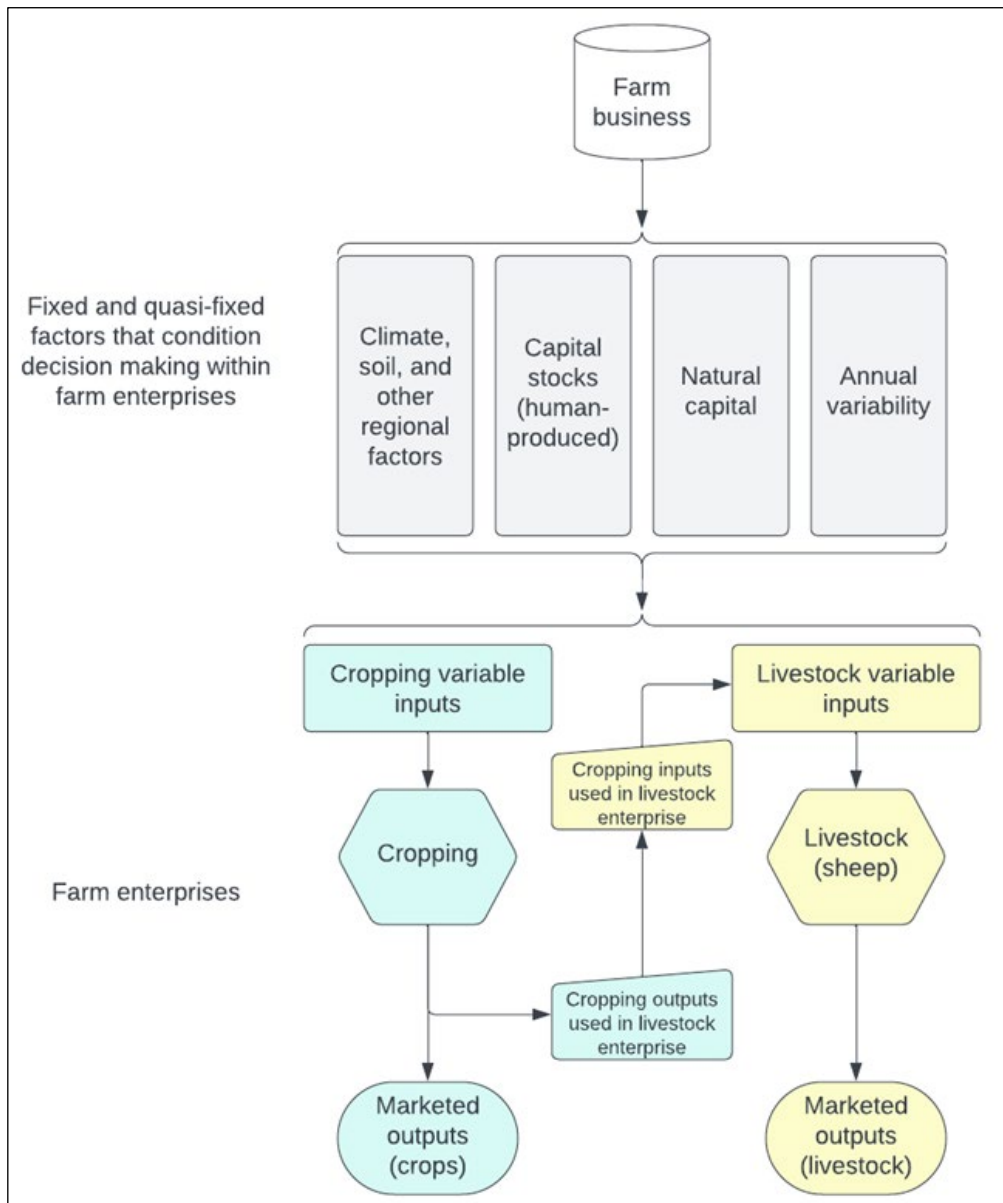 Farm
business
Fixed and quasi-fixed
factors that condition
decision making within
farm enterprises
Climate,
soil, and
other
regional
factors
Capital
stocks
(human-
produced)
Natural
capital
Annual
variability
Cropping variable
inputs
Livestock variable
inputs
Cropping inputs
used in livestock
enterprise
Cropping
Livestock
(sheep)
Farm enterprises
Cropping outputs
used in livestock
enterprise
Marketed
outputs
(crops)
Marketed
outputs
(livestock)